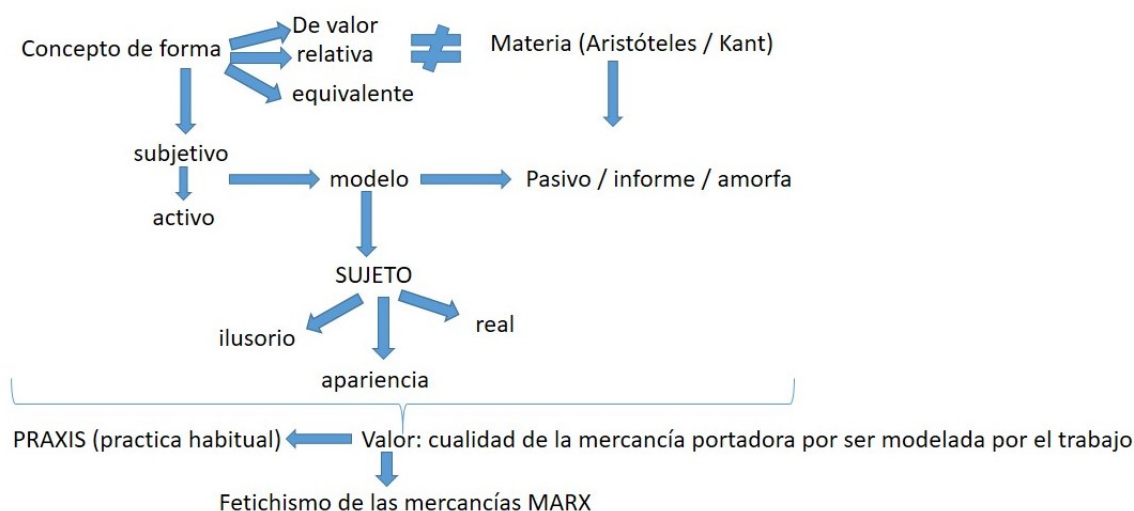 De valor
Concepto de forma relativa ≠ Materia (Aristóteles / Kant)
equivalente
subjetivo
modelo Pasivo / informe / amorfa
activo
SUJETO
real
ilusorio
apariencia
PRAXIS (practica habitual) Valor: cualidad de la mercancía portadora por ser modelada por el trabajo
Fetichismo de las mercancías MARX